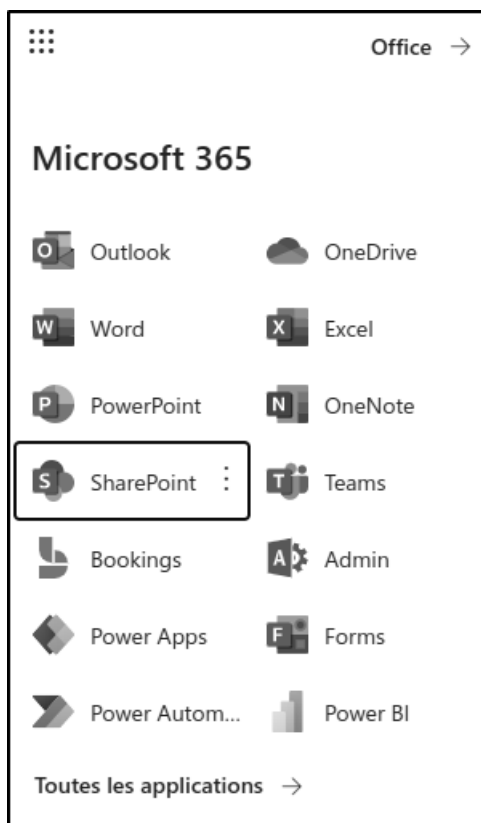 Office →
Microsoft 365
Outlook
OneDrive
Word
Excel
PowerPoint
OneNote
SharePoint
Teams
Bookings
Admin
Power Apps
Forms
Power Autom...
Power BI
Toutes les applications →